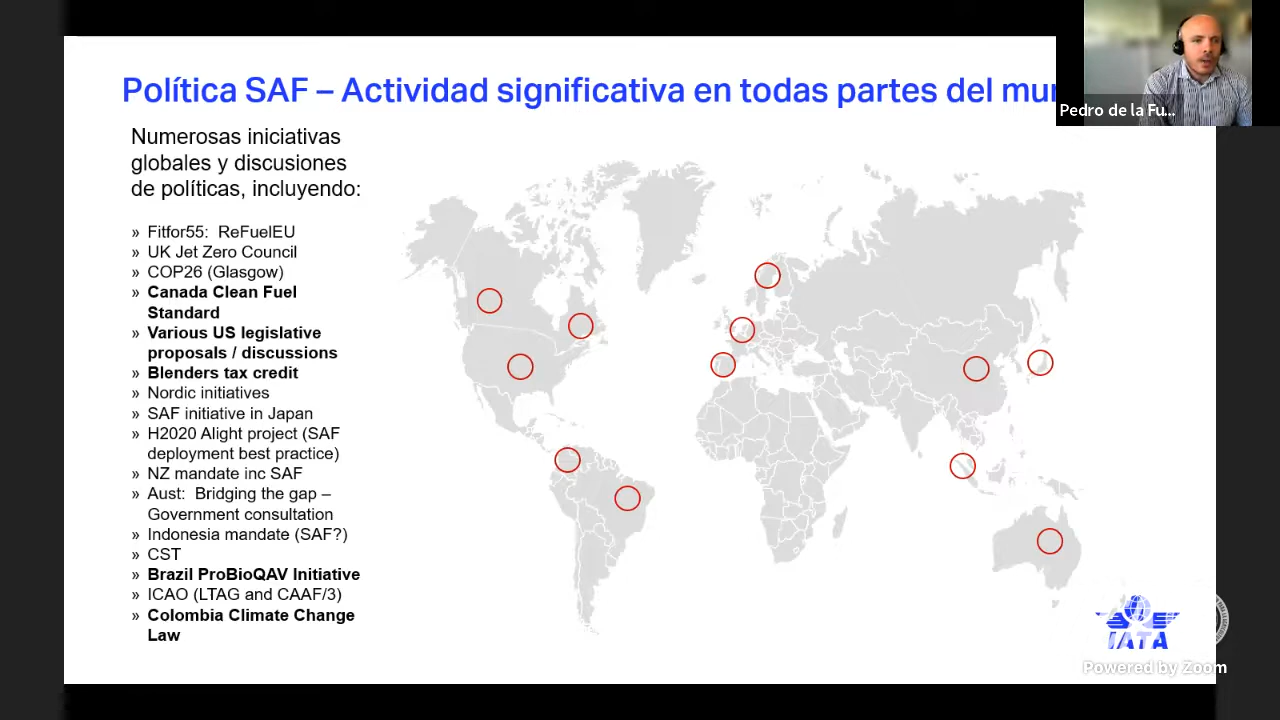 Política SAF – Actividad significativa en todas partes del mu
Pedro de la Fu...
Numerosas iniciativas
globales y discusiones
de políticas, incluyendo:
» Fitfor55: ReFuelEU
» UK Jet Zero Council
» COP26 (Glasgow)
» Canada Clean Fuel
Standard
» Various US legislative
proposals / discussions
» Blenders tax credit
» Nordic initiatives
» SAF initiative in Japan
» H2020 Alight project (SAF
deployment best practice)
» NZ mandate inc SAF
» Aust: Bridging the gap –
Government consultation
» Indonesia mandate (SAF?)
» CST
» Brazil ProBioQAV Initiative
» ICAO (LTAG and CAAF/3)
» Colombia Climate Change
Law
IATA
Powered by Zoom